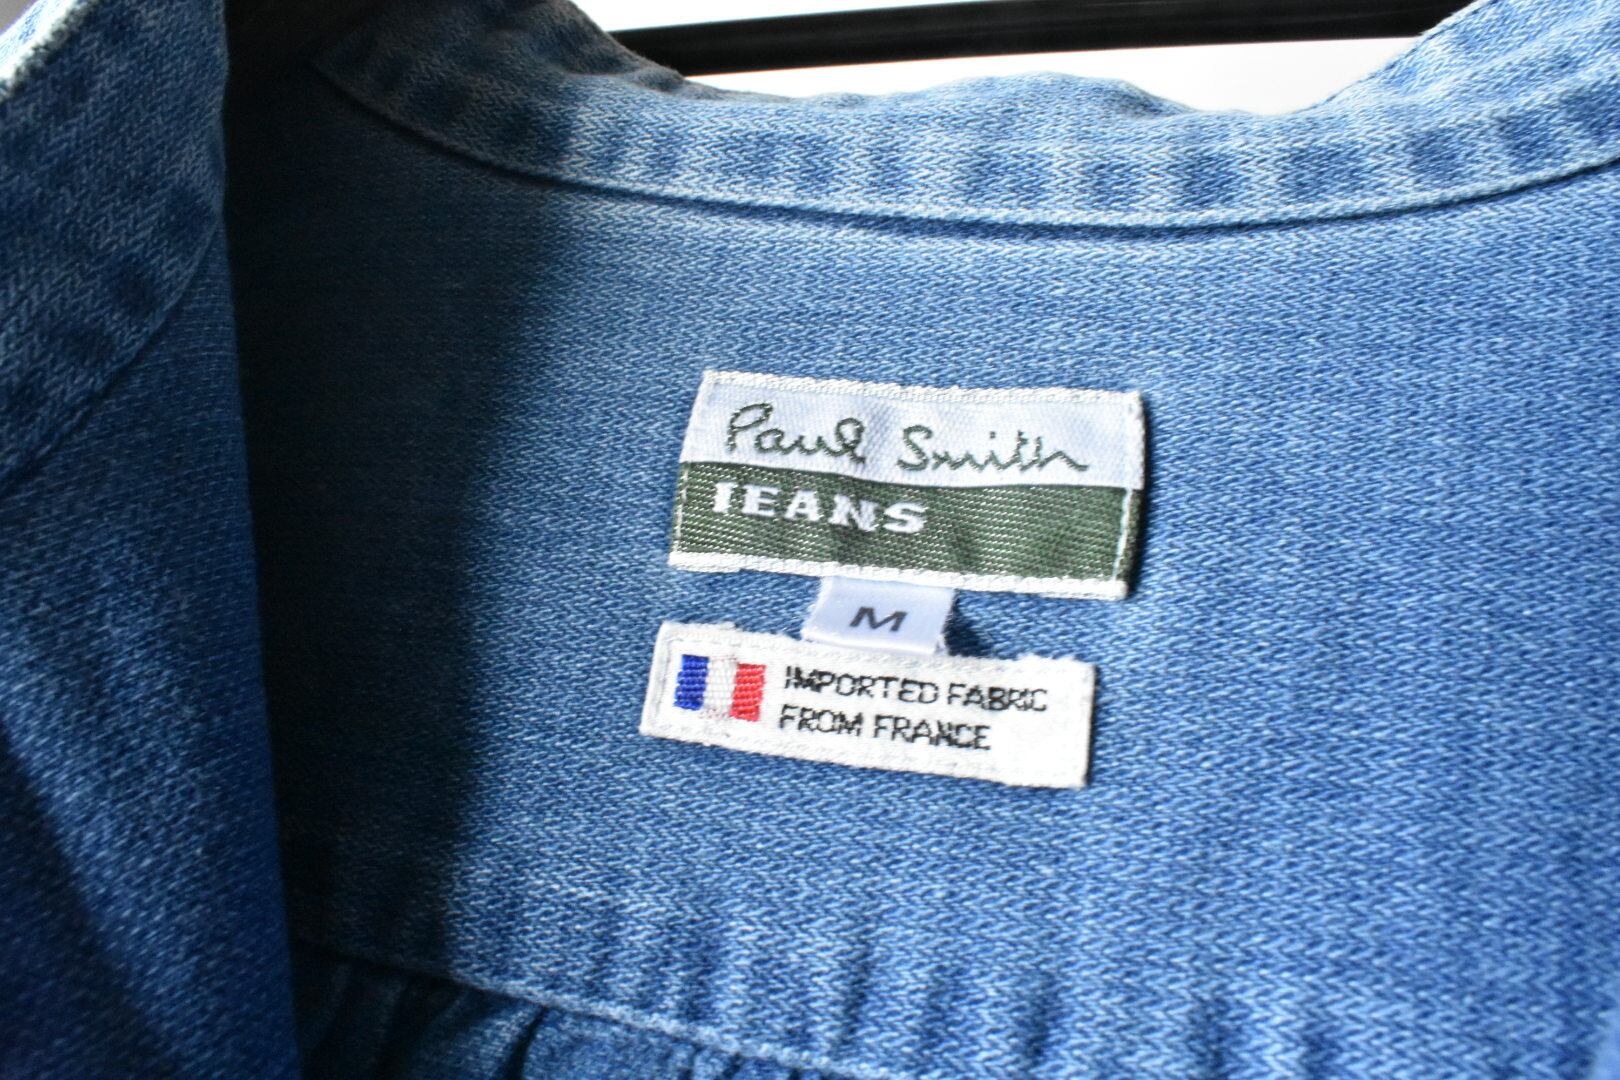 Paul Smith
JEANS
M
IMPORTED FABRIC
FROM FRANCE